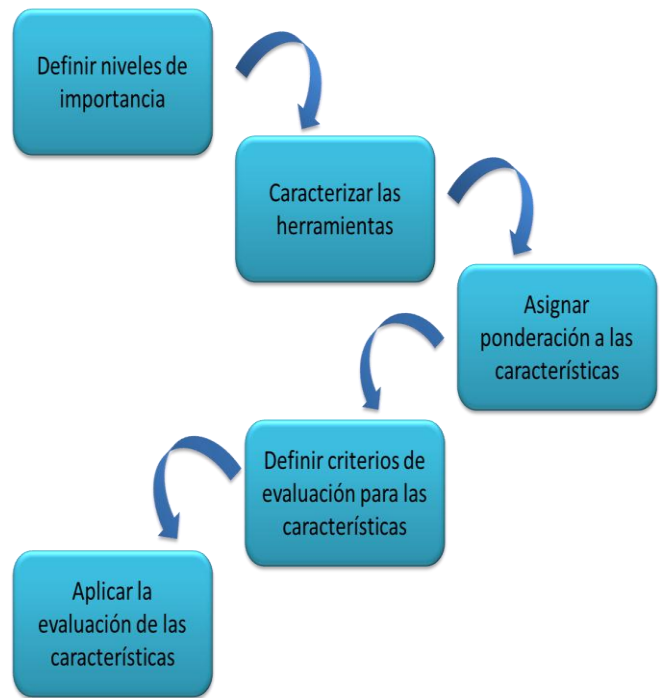 Definir niveles de
importancia
Caracterizar las
herramientas
Asignar
ponderación a las
características
Definir criterios de
evaluación para las
características
Aplicar la
evaluación de las
características